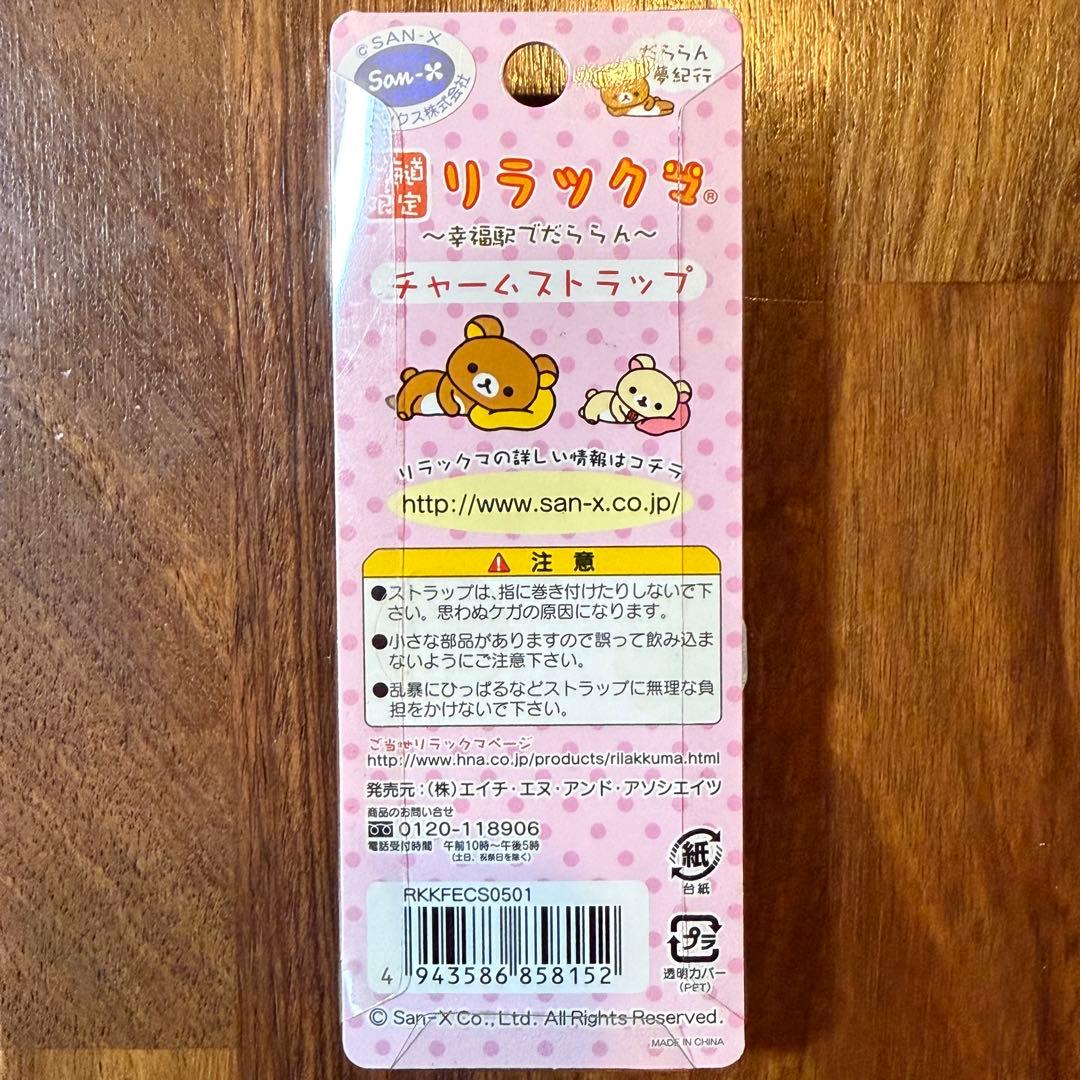 © SAN-X
San-X
クス株式会社
だららん
夢紀行
海道
限定
リラックマ®
〜幸福駅でだららん〜
チャームストラップ
リラックマの詳しい情報はコチラ
http://www.san-x.co.jp/
注意
●ストラップは、指に巻き付けたりしないで下
さい。思わぬケガの原因になります。
●小さな部品がありますので誤って飲み込ま
ないようにご注意下さい。
●乱暴にひっぱるなどストラップに無理な負
担をかけないで下さい。
ご当地リラックマページ
http://www.hna.co.jp/products/rilakkuma.html
発売元:(株)エイチ・エヌ・アンド・アソシエイツ
商品のお問い合せ
0120-118906
電話受付時間 午前10時〜午後5時
(土日、祝祭日を除く)
紙
台紙
RKKFECS0501
4 943586 858152
プラ
透明カバー
(PET)
© San-X Co., Ltd. All Rights Reserved.
MADE IN CHINA